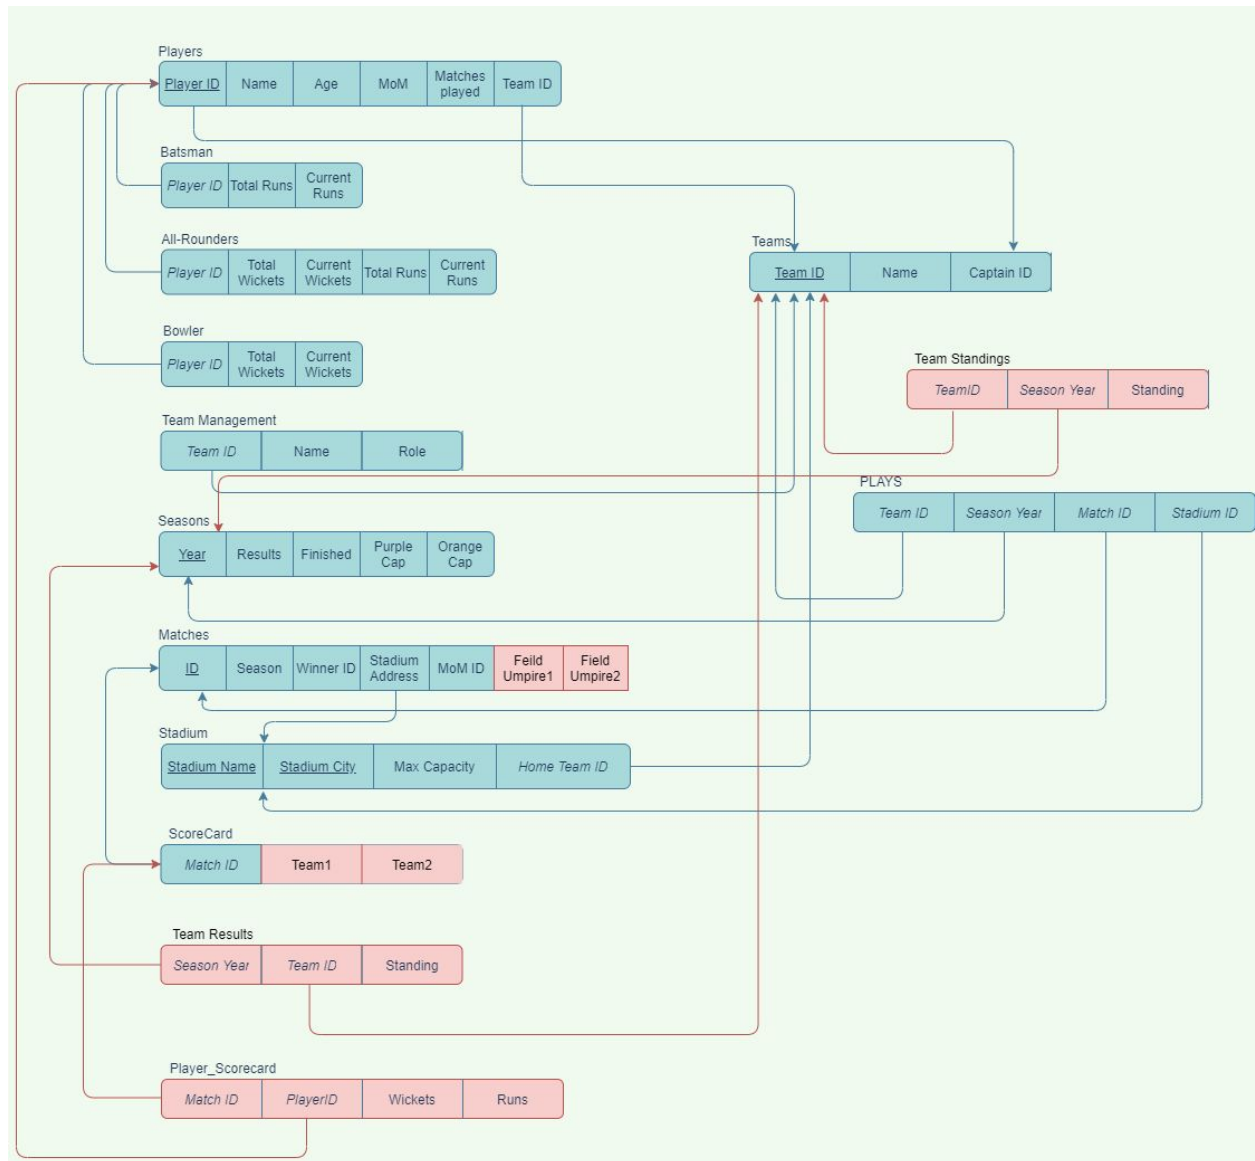 Players
Player ID
Name
Age
MoM
Matches
played
Team ID
Batsman
Player ID
Total Runs
Current
Runs
All-Rounders
Player ID
Total
Wickets
Current
Wickets
Total Runs
Current
Runs
Teams
Team ID
Name
Captain ID
Bowler
Player ID
Total
Wickets
Current
Wickets
Team Standings
TeamID
Season Year
Standing
Team Management
Team ID
Name
Role
PLAYS
Team ID
Season Year
Match ID
Stadium ID
Seasons
Year
Results
Finished
Purple
Cap
Orange
Cap
Matches
ID
Season
Winner ID
Stadium
Address
MoM ID
Feild
Umpire1
Field
Umpire2
Stadium
Stadium Name
Stadium City
Max Capacity
Home Team ID
ScoreCard
Match ID
Team1
Team2
Team Results
Season Year
Team ID
Standing
Player_Scorecard
Match ID
PlayerID
Wickets
Runs